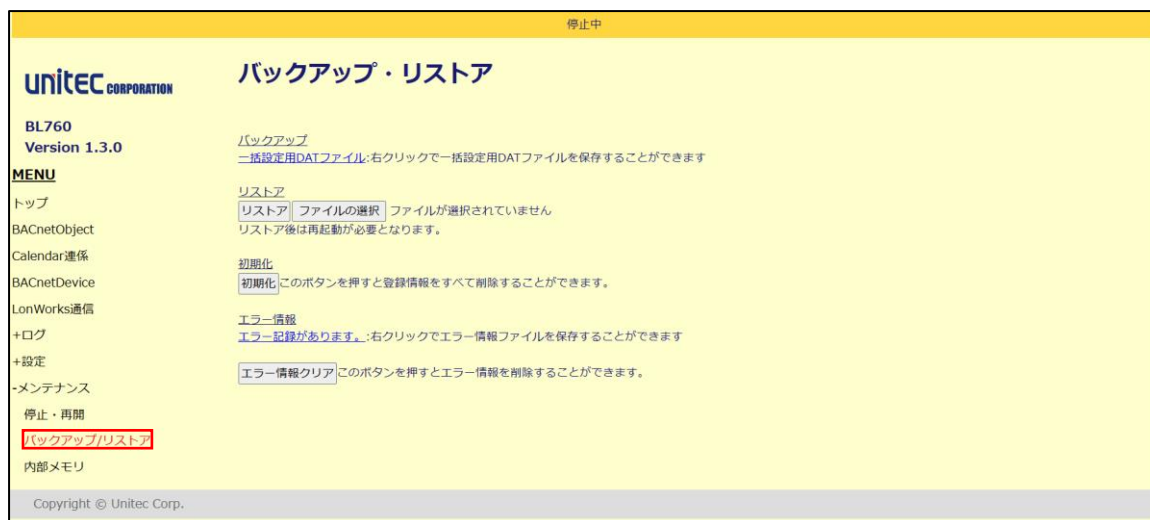 停止中
unitec CORPORATION
バックアップ・リストア
BL760
Version 1.3.0
MENU
トップ
BACnetObject
Calendar連係
BACnetDevice
LonWorks通信
+ログ
+設定
-メンテナンス
停止・再開
バックアップ/リストア
内部メモリ
バックアップ
一括設定用DATファイル:右クリックで一括設定用DATファイルを保存することができます
リストア
リストア ファイルの選択 ファイルが選択されていません
リストア後は再起動が必要となります。
初期化
初期化 このボタンを押すと登録情報をすべて削除することができます。
エラー情報
エラー記録があります。:右クリックでエラー情報ファイルを保存することができます
エラー情報クリア このボタンを押すとエラー情報を削除することができます。
Copyright © Unitec Corp.